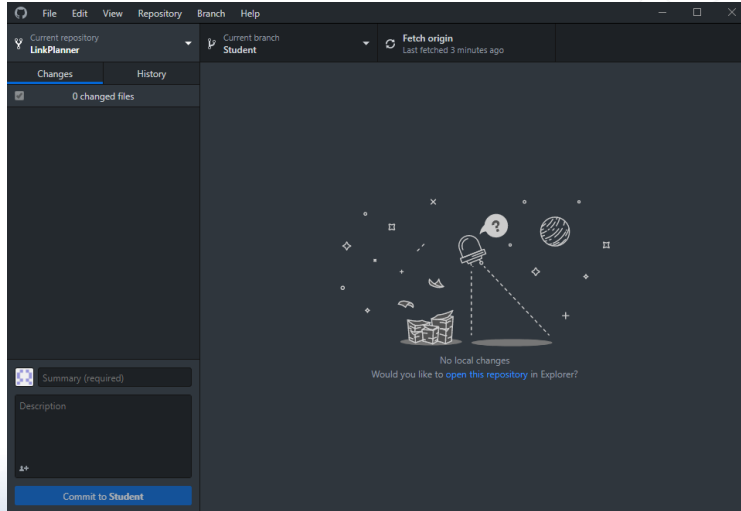 File Edit View Repository Branch Help
Current repository
LinkPlanner
Current branch
Student
Fetch origin
Last fetched 3 minutes ago
Changes History
0 changed files
?
No local changes
Would you like to open this repository in Explorer?
Summary (required)
Description
Commit to Student